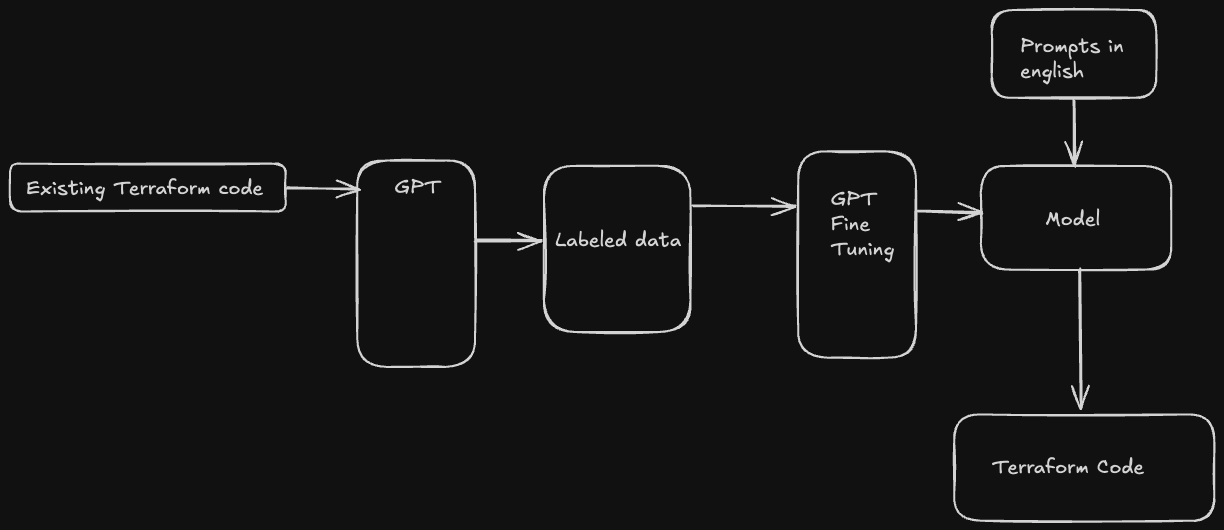 Prompts in
english
Existing Terraform code
GPT
Labeled data
GPT
Fine
Tuning
Model
Terraform Code